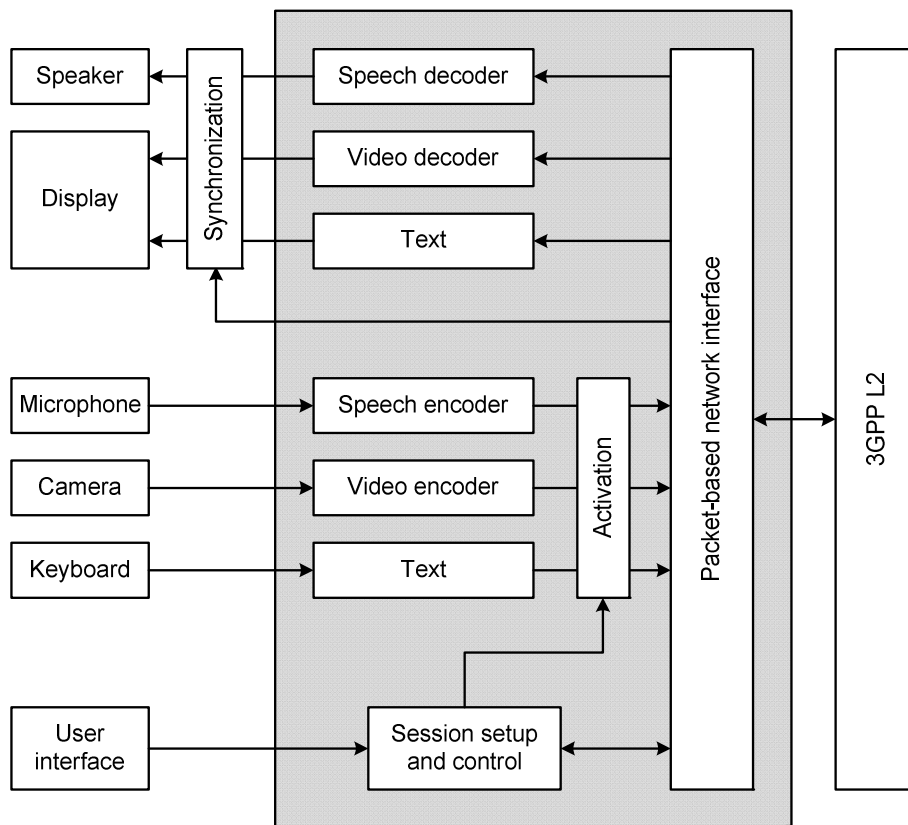 Speaker
Display
Synchronization
Speech decoder
Video decoder
Text
Microphone
Camera
Keyboard
Speech encoder
Video encoder
Text
Activation
User
interface
Session setup
and control
Packet-based network interface
3GPP L2